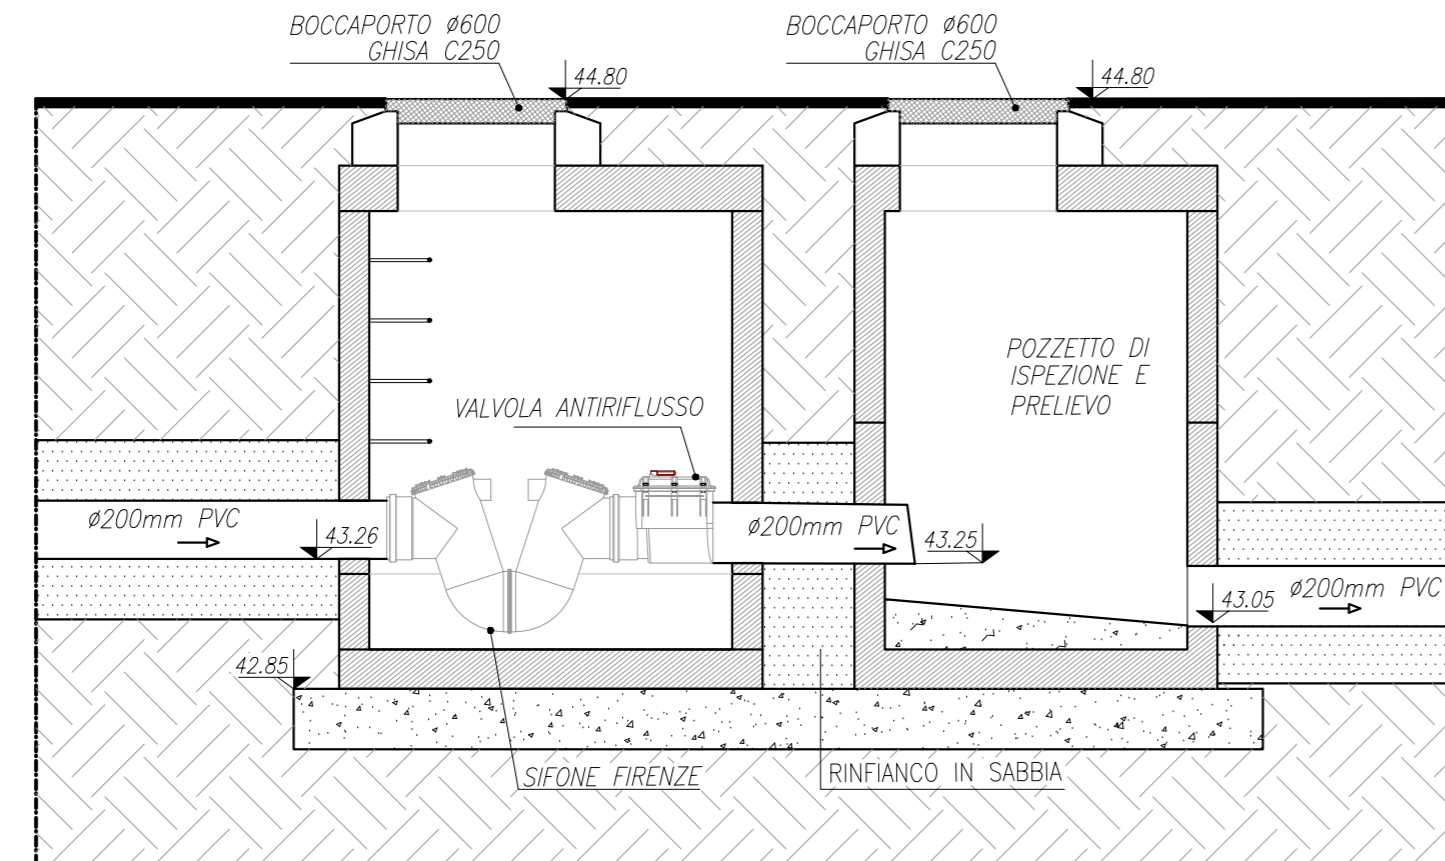 BOCCAPORTO Ø600
GHISA C250
44.80
BOCCAPORTO Ø600
GHISA C250
44.80
POZZETTO DI
ISPEZIONE E
PRELIEVO
VALVOLA ANTIRIFLUSSO
Ø200mm PVC
43.26
Ø200mm PVC
43.25
43.05
Ø200mm PVC
42.85
SIFONE FIRENZE
RINFIANCO IN SABBIA